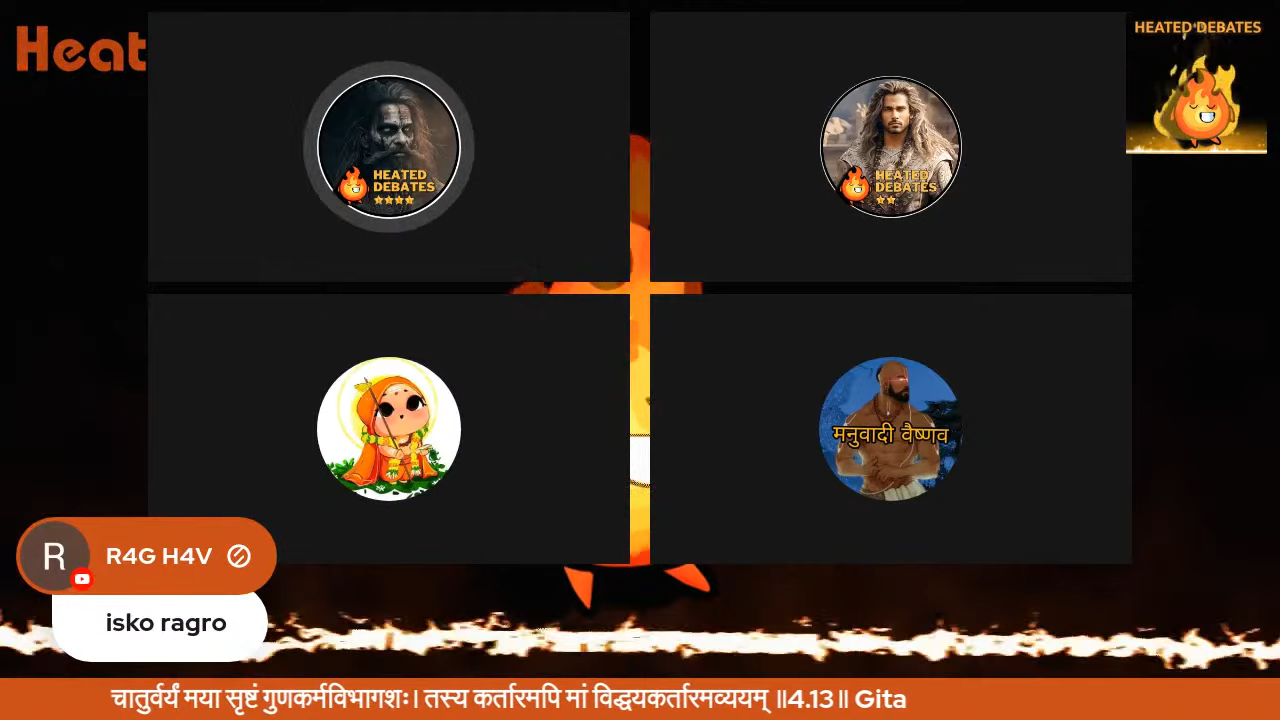 Heat
HEATED DEBATES
HEATED
DEBATES
HEATED
DEBATES
मनुवादी वैष्णव
R
R4G H4V
isko ragro
चातुर्वर्यं मया सृष्टं गुणकर्मविभागशः। तस्य कर्तारमपि मां विद्धयकर्तारमव्ययम् ॥4.13॥ Gita